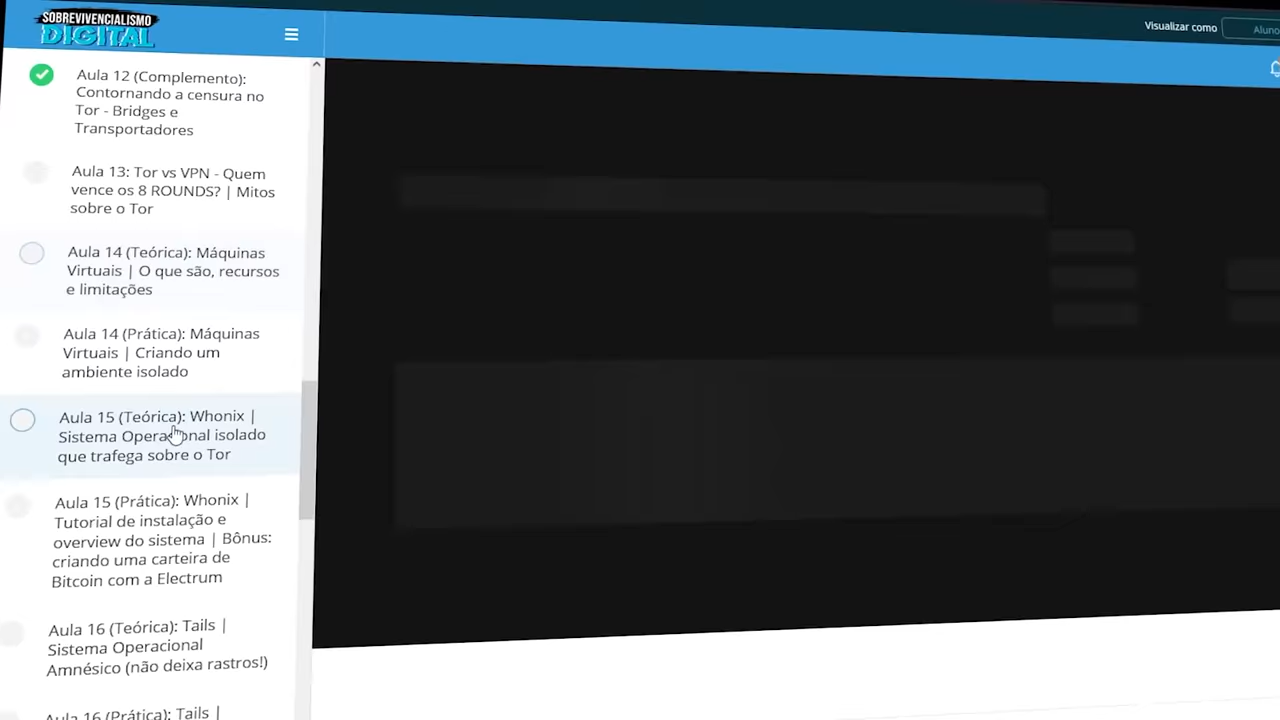 SOBREVIVENCIALISMO
DIGITAL
Visualizar como
Aluno
Aula 12 (Complemento):
Contornando a censura no
Tor - Bridges e
Transportadores
Aula 13: Tor vs VPN - Quem
vence os 8 ROUNDS? | Mitos
sobre o Tor
Aula 14 (Teórica): Máquinas
Virtuais | O que são, recursos
e limitações
Aula 14 (Prática): Máquinas
Virtuais | Criando um
ambiente isolado
Aula 15 (Teórica): Whonix |
Sistema Operacional isolado
que trafega sobre o Tor
Aula 15 (Prática): Whonix |
Tutorial de instalação e
overview do sistema | Bônus:
criando uma carteira de
Bitcoin com a Electrum
Aula 16 (Teórica): Tails |
Sistema Operacional
Amnésico (não deixa rastros!)
Aula 16 (Prática): Tails |